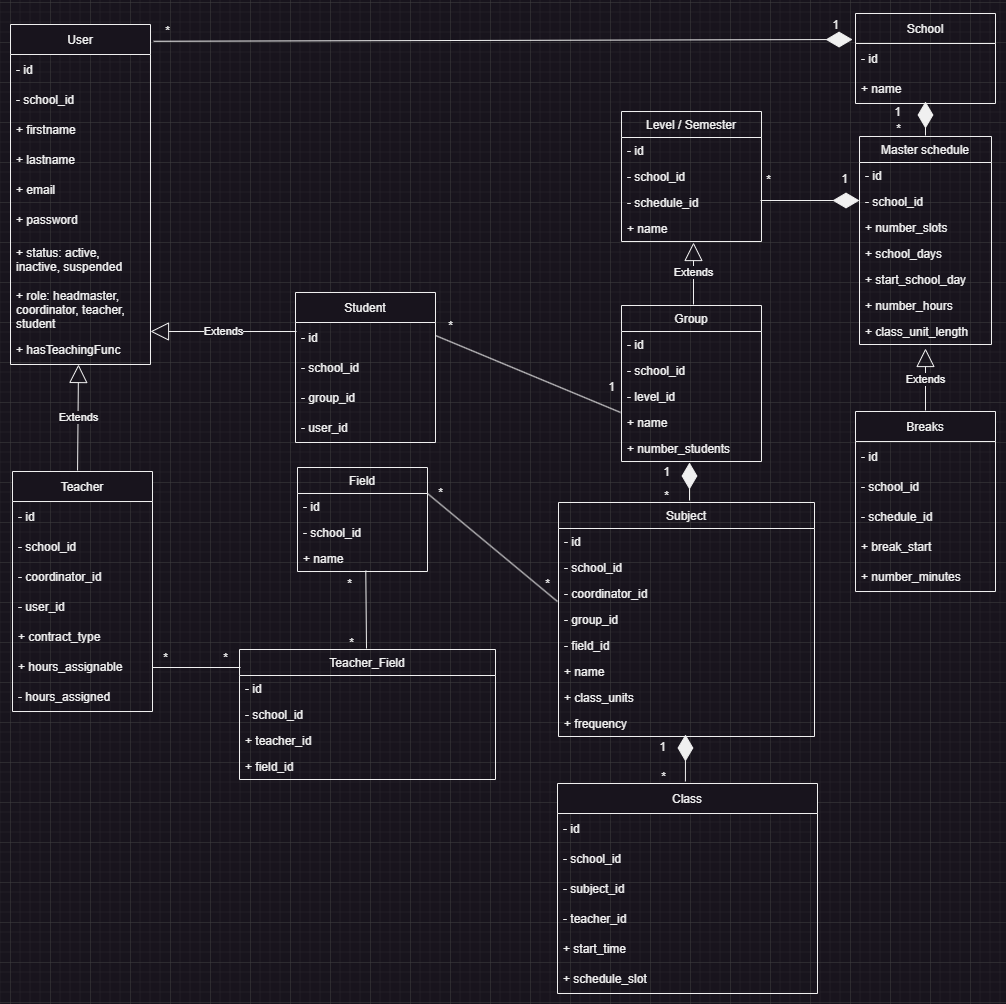 User
- id
- school_id
+ firstname
+ lastname
+ email
+ password
+ status: active,
inactive, suspended
+ role: headmaster,
coordinator, teacher,
student
+ hasTeachingFunc
*
1
School
- id
+ name
1
*
Level / Semester
- id
- school_id
- schedule_id
+ name
*
1
Master schedule
- id
- school_id
+ number_slots
+ school_days
+ start_school_day
+ number_hours
+ class_unit_length
Extends
Extends
Extends
Extends
Student
- id
- school_id
- group_id
- user_id
*
1
Group
- id
- school_id
- level_id
+ name
+ number_students
1
*
Breaks
- id
- school_id
- schedule_id
+ break_start
+ number_minutes
Teacher
- id
- school_id
- coordinator_id
- user_id
+ contract_type
+ hours_assignable
- hours_assigned
*
*
Field
- id
- school_id
+ name
*
*
*
*
Teacher_Field
- id
- school_id
+ teacher_id
+ field_id
Subject
- id
- school_id
- coordinator_id
- group_id
- field_id
+ name
+ class_units
+ frequency
1
*
Class
- id
- school_id
- subject_id
- teacher_id
+ start_time
+ schedule_slot